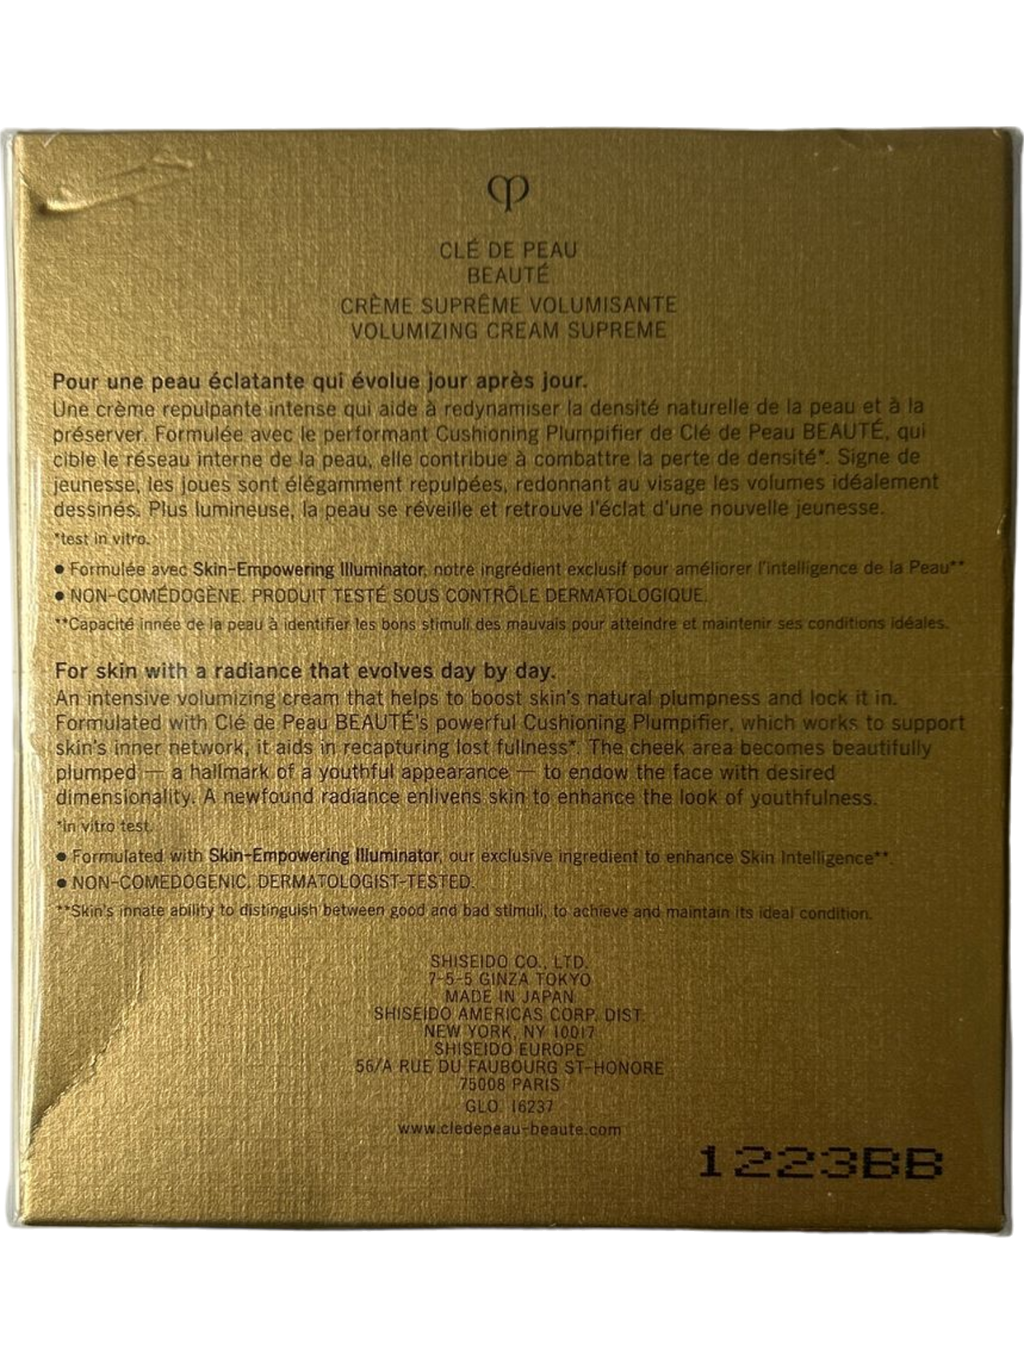 CLÉ DE PEAU
BEAUTÉ
CRÈME SUPRÊME VOLUMISANTE
VOLUMIZING CREAM SUPREME
Pour une peau éclatante qui évolue jour après jour.
Une crème repulpante intense qui aide à redynamiser la densité naturelle de la peau et à la
préserver. Formulée avec le performant Cushioning Plumpifier de Clé de Peau BEAUTÉ, qui
cible le réseau interne de la peau, elle contribue à combattre la perte de densité*. Signe de
jeunesse, les joues sont élégamment repulpées, redonnant au visage les volumes idéalement
dessinés. Plus lumineuse, la peau se réveille et retrouve l'éclat d'une nouvelle jeunesse.
*test in vitro.
● Formulée avec Skin-Empowering Illuminator, notre ingrédient exclusif pour améliorer l'intelligence de la Peau**
● NON-COMÉDOGÈNE. PRODUIT TESTÉ SOUS CONTRÔLE DERMATOLOGIQUE.
**Capacité innée de la peau à identifier les bons stimuli des mauvais pour atteindre et maintenir ses conditions idéales.
For skin with a radiance that evolves day by day.
An intensive volumizing cream that helps to boost skin's natural plumpness and lock it in.
Formulated with Clé de Peau BEAUTÉ's powerful Cushioning Plumpifier, which works to support
skin's inner network, it aids in recapturing lost fullness*. The cheek area becomes beautifully
plumped — a hallmark of a youthful appearance — to endow the face with desired
dimensionality. A newfound radiance enlivens skin to enhance the look of youthfulness.
*in vitro test.
● Formulated with Skin-Empowering Illuminator, our exclusive ingredient to enhance Skin Intelligence**.
● NON-COMEDOGENIC. DERMATOLOGIST-TESTED.
**Skin's innate ability to distinguish between good and bad stimuli, to achieve and maintain its ideal condition.
SHISEIDO CO., LTD.
7-5-5 GINZA TOKYO
MADE IN JAPAN
SHISEIDO AMERICAS CORP. DIST.
NEW YORK, NY 10017
SHISEIDO EUROPE
56/A RUE DU FAUBOURG ST-HONORE
75008 PARIS
GLO. 16237
www.cledepeau-beaute.com
1223BB